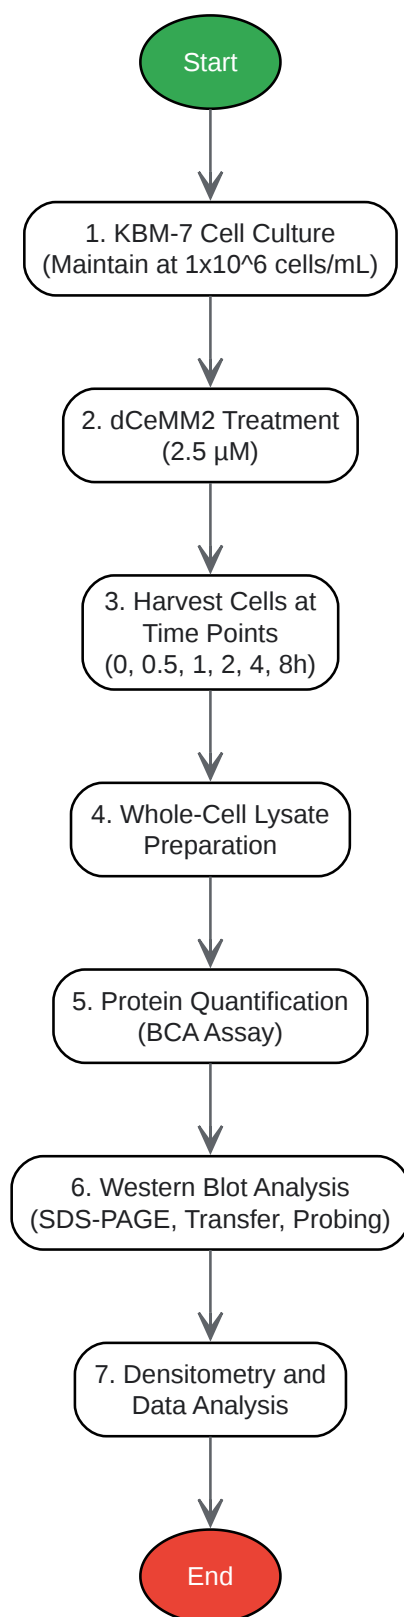 Start
1. KBM-7 Cell Culture
(Maintain at 1x10^6 cells/mL)
2. dCeMM2 Treatment
(2.5 µM)
3. Harvest Cells at
Time Points
(0, 0.5, 1, 2, 4, 8h)
4. Whole-Cell Lysate
Preparation
5. Protein Quantification
(BCA Assay)
6. Western Blot Analysis
(SDS-PAGE, Transfer, Probing)
7. Densitometry and
Data Analysis
End